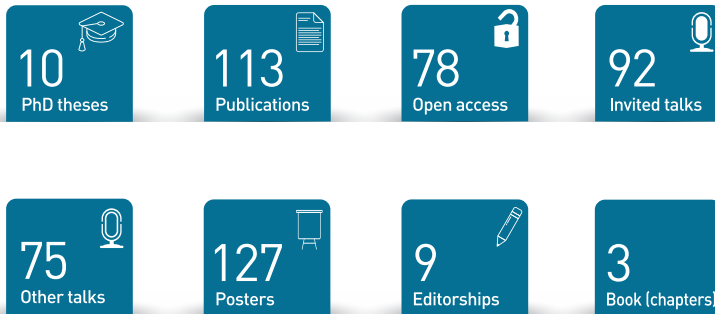 10
PhD theses
113
Publications
78
Open access
92
Invited talks
75
Other talks
127
Posters
9
Editorships
3
Book (chapters)